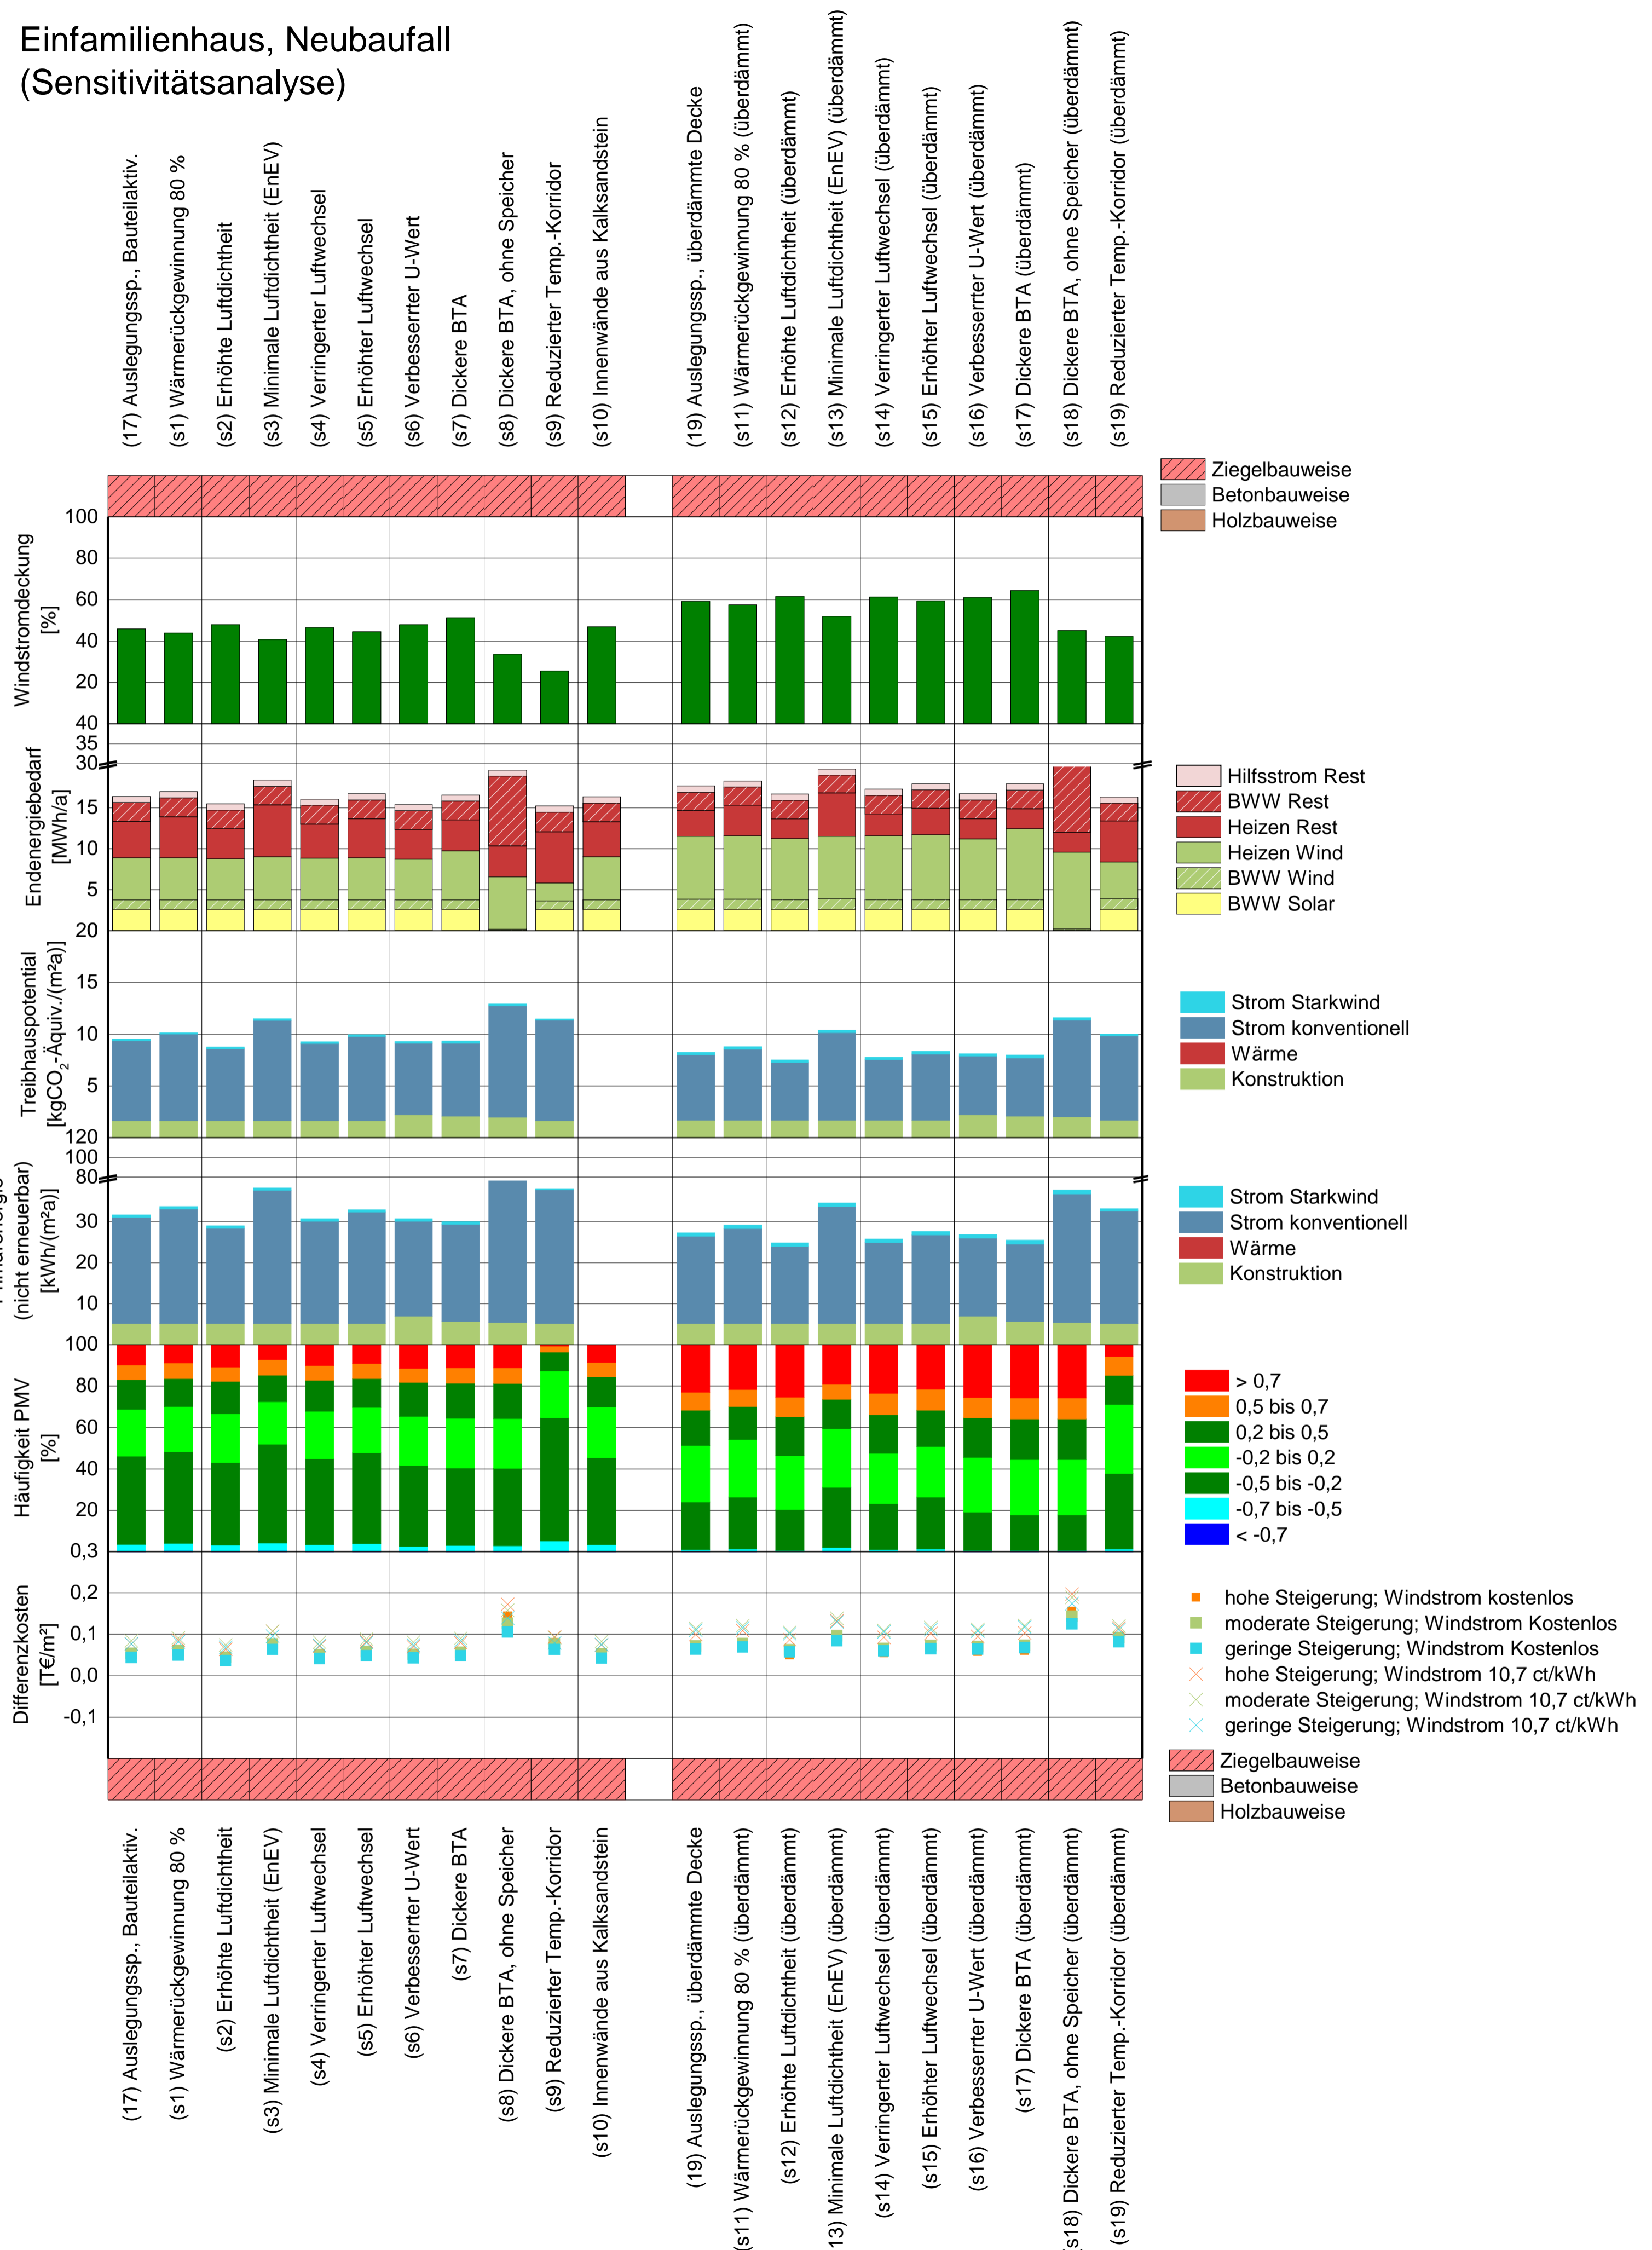 Einfamilienhaus, Neubaufall
(Sensitivitätsanalyse)
(17) Auslegungssp., Bauteilaktiv.
(s1) Wärmerückgewinnung 80 %
(s2) Erhöhte Luftdichtheit
(s3) Minimale Luftdichtheit (EnEV)
(s4) Verringerter Luftwechsel
(s5) Erhöhter Luftwechsel
(s6) Verbesserrter U-Wert
(s7) Dickere BTA
(s8) Dickere BTA, ohne Speicher
(s9) Reduzierter Temp.-Korridor
(s10) Innenwände aus Kalksandstein
(19) Auslegungssp., überdämmte Decke
(s11) Wärmerückgewinnung 80 % (überdämmt)
(s12) Erhöhte Luftdichtheit (überdämmt)
(s13) Minimale Luftdichtheit (EnEV) (überdämmt)
(s14) Verringerter Luftwechsel (überdämmt)
(s15) Erhöhter Luftwechsel (überdämmt)
(s16) Verbesserrter U-Wert (überdämmt)
(s17) Dickere BTA (überdämmt)
(s18) Dickere BTA, ohne Speicher (überdämmt)
(s19) Reduzierter Temp.-Korridor (überdämmt)
Ziegelbauweise
Betonbauweise
Holzbauweise
Windstromdeckung
[%]
100
80
60
40
20
40
Endenergiebedarf
[MWh/a]
35
30
15
10
5
20
Hilfsstrom Rest
BWW Rest
Heizen Rest
Heizen Wind
BWW Wind
BWW Solar
Treibhauspotential
[kgCO2-Äquiv./(m²a)]
15
10
5
120
Strom Starkwind
Strom konventionell
Wärme
Konstruktion
(nicht erneuerbar)
[kWh/(m²a)]
100
80
30
20
10
100
Strom Starkwind
Strom konventionell
Wärme
Konstruktion
Häufigkeit PMV
[%]
80
60
40
20
0,3
> 0,7
0,5 bis 0,7
0,2 bis 0,5
-0,2 bis 0,2
-0,5 bis -0,2
-0,7 bis -0,5
< -0,7
Differenzkosten
[T€/m²]
0,2
0,1
0,0
-0,1
hohe Steigerung; Windstrom kostenlos
moderate Steigerung; Windstrom Kostenlos
geringe Steigerung; Windstrom Kostenlos
hohe Steigerung; Windstrom 10,7 ct/kWh
moderate Steigerung; Windstrom 10,7 ct/kWh
geringe Steigerung; Windstrom 10,7 ct/kWh
Ziegelbauweise
Betonbauweise
Holzbauweise
(17) Auslegungssp., Bauteilaktiv.
(s1) Wärmerückgewinnung 80 %
(s2) Erhöhte Luftdichtheit
(s3) Minimale Luftdichtheit (EnEV)
(s4) Verringerter Luftwechsel
(s5) Erhöhter Luftwechsel
(s6) Verbesserrter U-Wert
(s7) Dickere BTA
(s8) Dickere BTA, ohne Speicher
(s9) Reduzierter Temp.-Korridor
(s10) Innenwände aus Kalksandstein
(19) Auslegungssp., überdämmte Decke
(s11) Wärmerückgewinnung 80 % (überdämmt)
(s12) Erhöhte Luftdichtheit (überdämmt)
13) Minimale Luftdichtheit (EnEV) (überdämmt)
(s14) Verringerter Luftwechsel (überdämmt)
(s15) Erhöhter Luftwechsel (überdämmt)
(s16) Verbesserrter U-Wert (überdämmt)
(s17) Dickere BTA (überdämmt)
s18) Dickere BTA, ohne Speicher (überdämmt)
(s19) Reduzierter Temp.-Korridor (überdämmt)